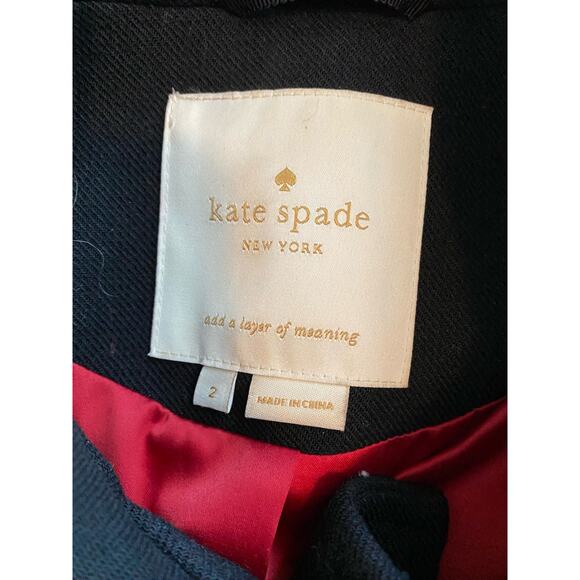 kate spade
NEW YORK
add a layer of meaning
2
MADE IN CHINA